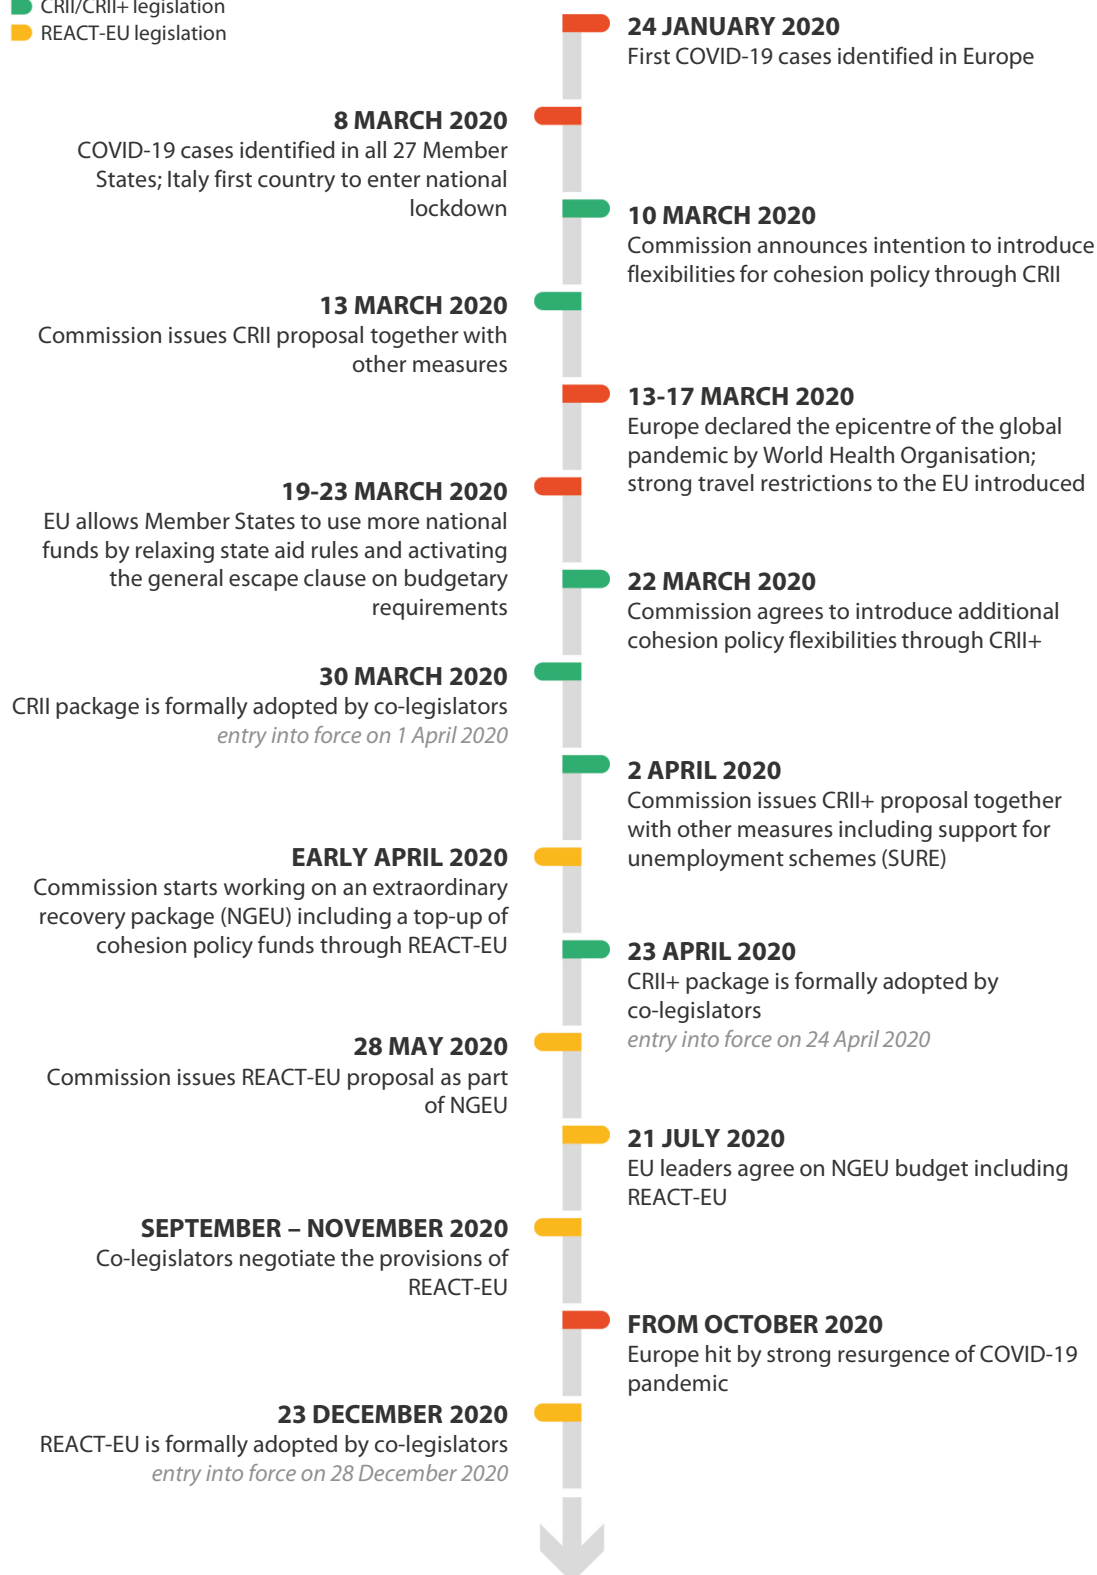 CRII/CRII+ legislation
REACT-EU legislation
24 JANUARY 2020
First COVID-19 cases identified in Europe
8 MARCH 2020
COVID-19 cases identified in all 27 Member
States; Italy first country to enter national
lockdown
10 MARCH 2020
Commission announces intention to introduce
flexibilities for cohesion policy through CRII
13 MARCH 2020
Commission issues CRII proposal together with
other measures
13-17 MARCH 2020
Europe declared the epicentre of the global
pandemic by World Health Organisation;
strong travel restrictions to the EU introduced
19-23 MARCH 2020
EU allows Member States to use more national
funds by relaxing state aid rules and activating
the general escape clause on budgetary
requirements
22 MARCH 2020
Commission agrees to introduce additional
cohesion policy flexibilities through CRII+
30 MARCH 2020
CRII package is formally adopted by co-legislators
entry into force on 1 April 2020
2 APRIL 2020
Commission issues CRII+ proposal together
with other measures including support for
unemployment schemes (SURE)
EARLY APRIL 2020
Commission starts working on an extraordinary
recovery package (NGEU) including a top-up of
cohesion policy funds through REACT-EU
23 APRIL 2020
CRII+ package is formally adopted by
co-legislators
entry into force on 24 April 2020
28 MAY 2020
Commission issues REACT-EU proposal as part
of NGEU
21 JULY 2020
EU leaders agree on NGEU budget including
REACT-EU
SEPTEMBER – NOVEMBER 2020
Co-legislators negotiate the provisions of
REACT-EU
FROM OCTOBER 2020
Europe hit by strong resurgence of COVID-19
pandemic
23 DECEMBER 2020
REACT-EU is formally adopted by co-legislators
entry into force on 28 December 2020